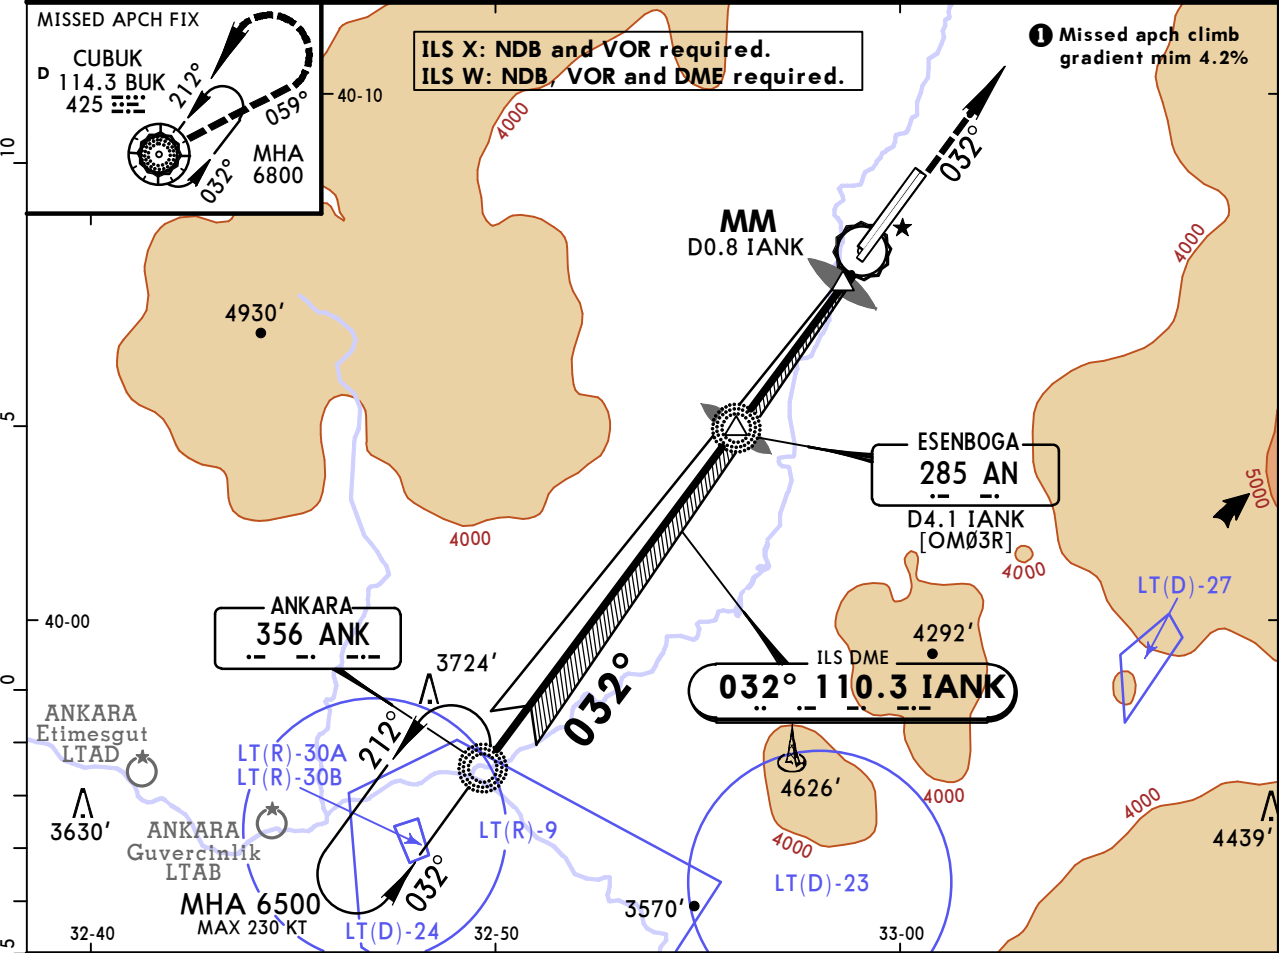 MISSED APCH FIX
CUBUK
D 114.3 BUK
425
212°
059°
032°
MHA
6800
ILS X: NDB and VOR required.
ILS W: NDB, VOR and DME required.
1 Missed apch climb
gradient mim 4.2%
40-10
4000
10
032°
MM
D0.8 IANK
4000
4930'
5
ESENBOGA
285 AN
5000
D4.1 IANK
[OMØ3R]
4000
4000
LT(D)-27
ANKARA
356 ANK
40-00
4292'
3724'
ILS DME
032° 110.3 IANK
032°
0
ANKARA
Etimesgut
LTAD
212°
LT(R)-30A
LT(R)-30B
4626'
4000
4000
3630'
ANKARA
Guvercinlik
LTAB
LT(R)-9
4439'
4000
LT(D)-23
032°
MHA 6500
MAX 230 KT
3570'
LT(D)-24
5
32-40
32-50
33-00